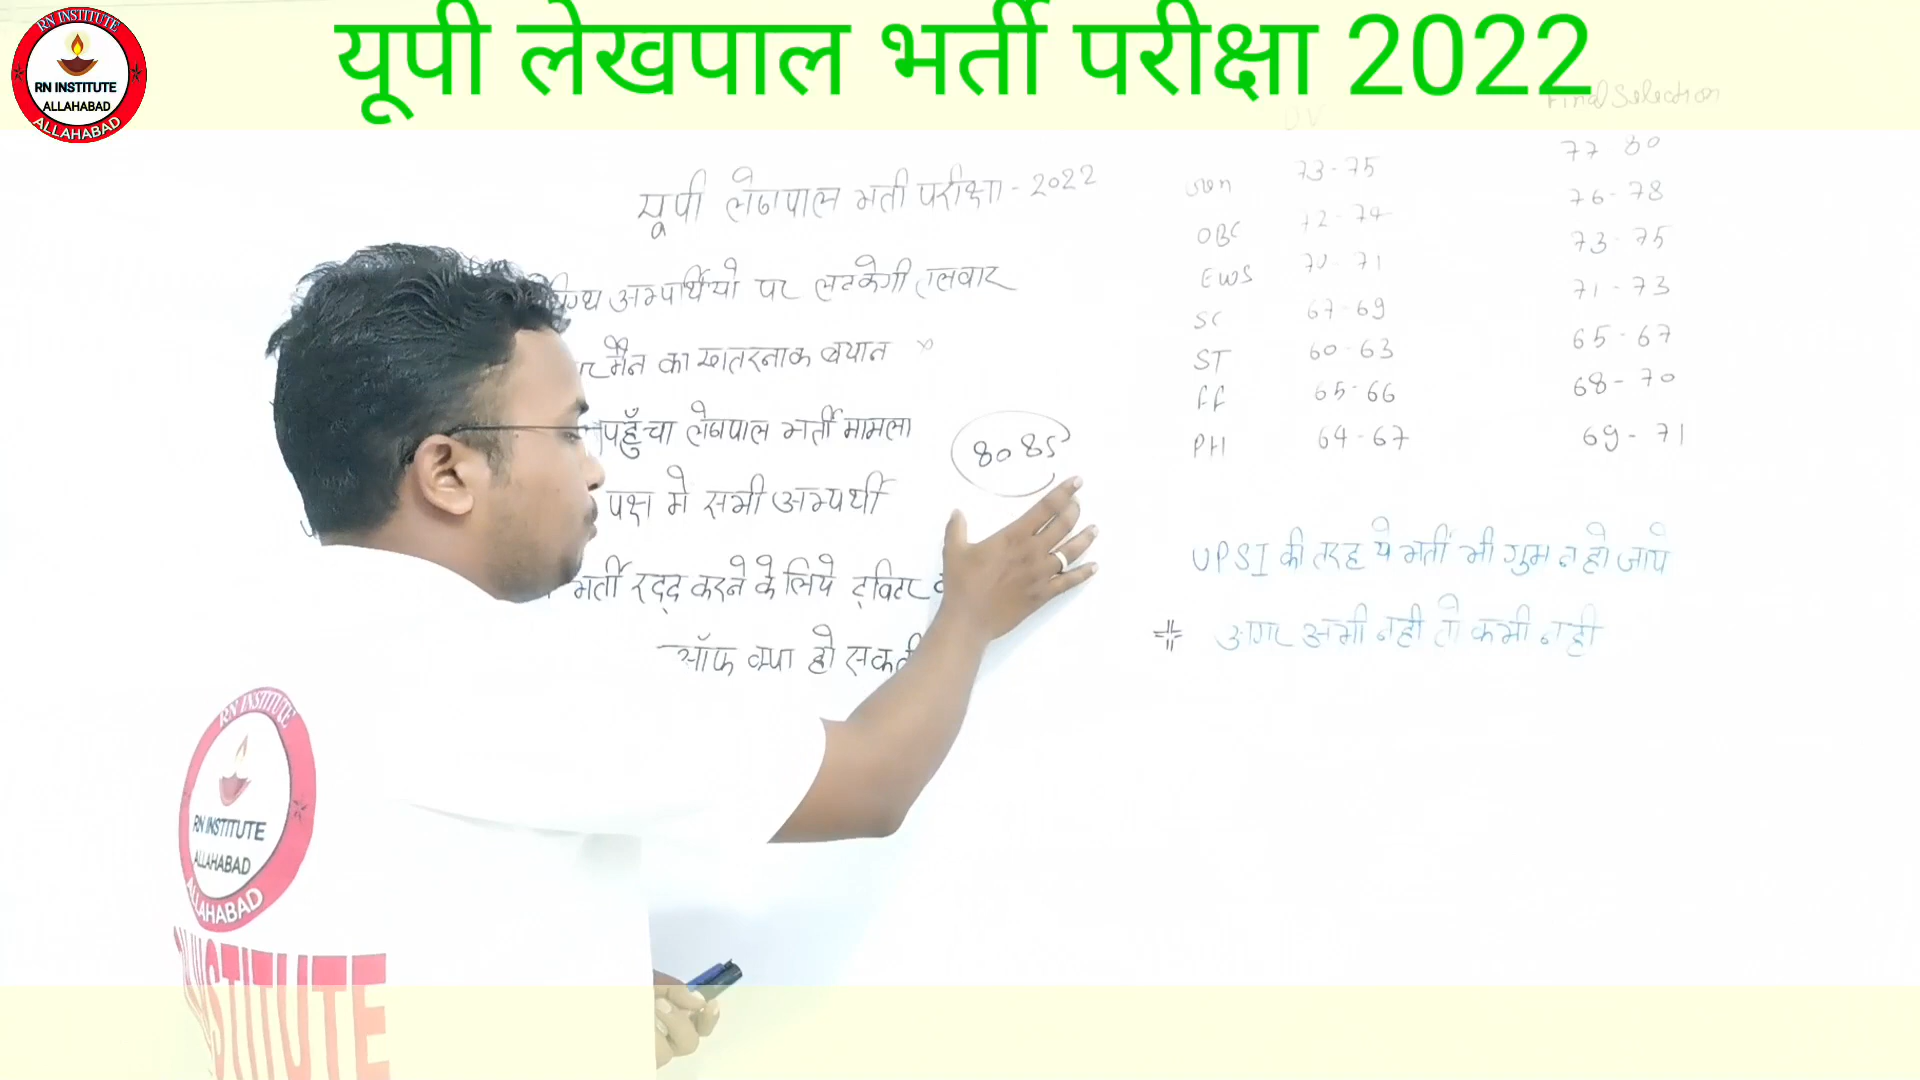 RN INSTITUTE
RN INSTITUTE
ALLAHABAD
ALLAHABAD
यूपी लेखपाल भर्ती परीक्षा 2022
यूपी लेखपाल भर्ती परीक्षा - 2022
अभ्यर्थियो पर लटकेगी तलवार
का खतरनाक बयान
पहुँचा लेखपाल भर्ती मामला
पक्ष मे सभी अभ्यर्थी
भर्ती रद्द करने के लिये ट्विटर
ऑफ क्या हो सकती
80 85
DV Final Selection
Gen 73-75 77 80
OBC 72-74 76-78
EWS 70-71 73-75
SC 67-69 71-73
ST 60-63 65-67
FF 65-66 68-70
PH 64-67 69-71
UPSI की तरह ये भर्ती भी गुम न हो जाये
अगर अभी नही तो कभी नही
RN INSTITUTE
RN INSTITUTE
ALLAHABAD
ALLAHABAD
INSTITUTE